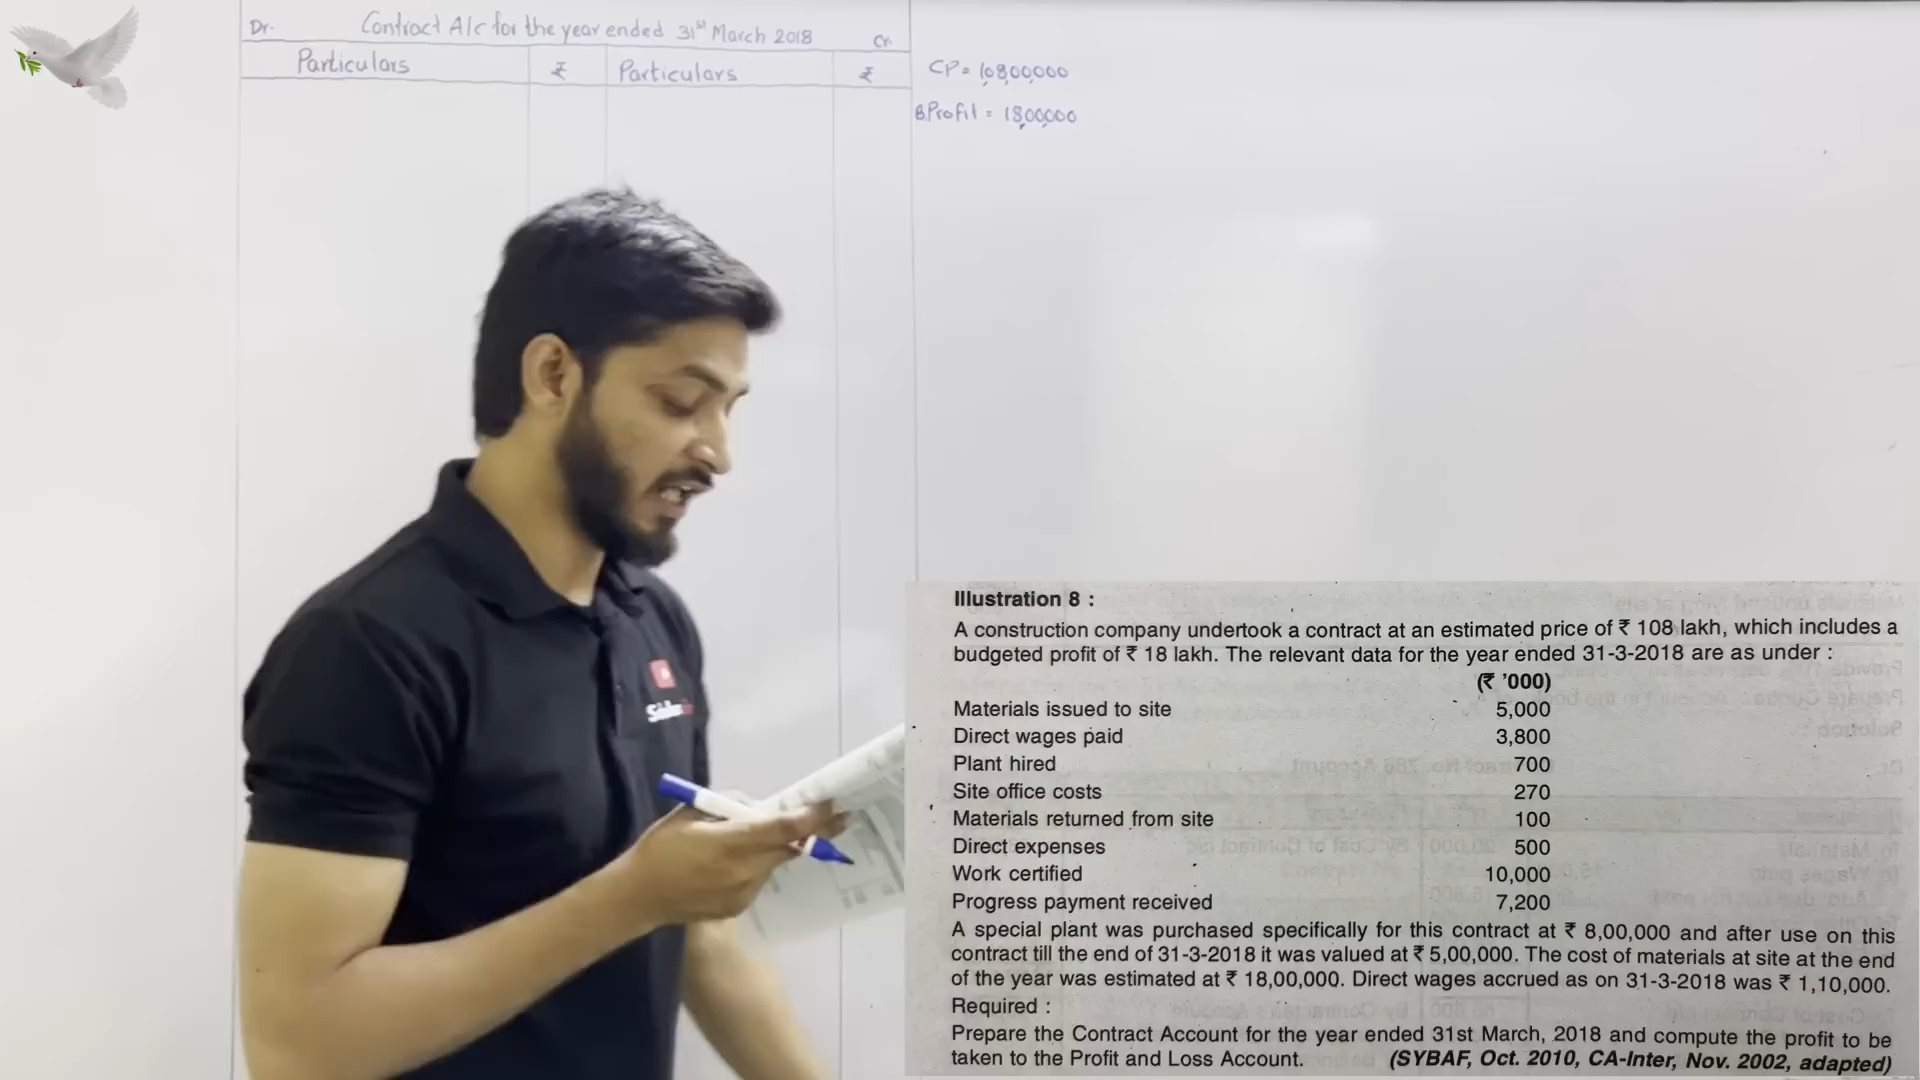 Dr. Contract A/c for the year ended 31st March 2018 Cr.
Particulars ₹ Particulars ₹
CP = 10800000
B.Profit = 1800000
Illustration 8 :
A construction company undertook a contract at an estimated price of ₹ 108 lakh, which includes a
budgeted profit of ₹ 18 lakh. The relevant data for the year ended 31-3-2018 are as under :
(₹ '000)
Materials issued to site 5,000
Direct wages paid 3,800
Plant hired 700
Site office costs 270
Materials returned from site 100
Direct expenses 500
Work certified 10,000
Progress payment received 7,200
A special plant was purchased specifically for this contract at ₹ 8,00,000 and after use on this
contract till the end of 31-3-2018 it was valued at ₹ 5,00,000. The cost of materials at site at the end
of the year was estimated at ₹ 18,00,000. Direct wages accrued as on 31-3-2018 was ₹ 1,10,000.
Required :
Prepare the Contract Account for the year ended 31st March, 2018 and compute the profit to be
taken to the Profit and Loss Account. (SYBAF, Oct. 2010, CA-Inter, Nov. 2002, adapted)